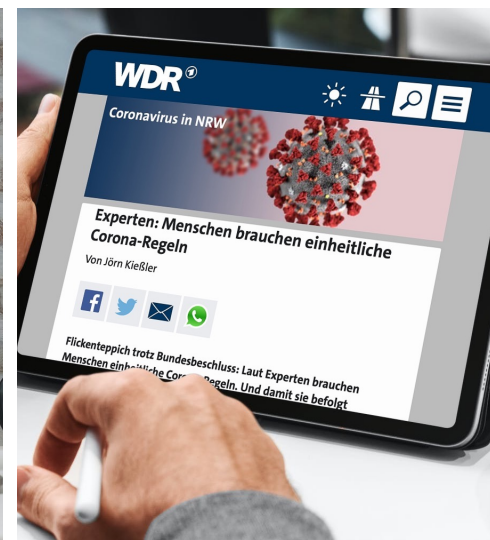 WDR
Coronavirus in NRW
Experten: Menschen brauchen einheitliche
Corona-Regeln
Von Jörn Kießler
Flickenteppich trotz Bundesbeschluss: Laut Experten brauchen
Menschen einheitliche Corona-Regeln. Und damit sie befolgt